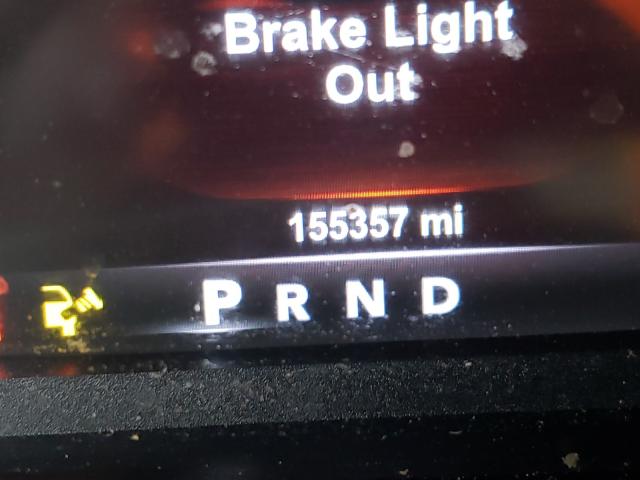 Brake Light
Out
155357 mi
P R N D